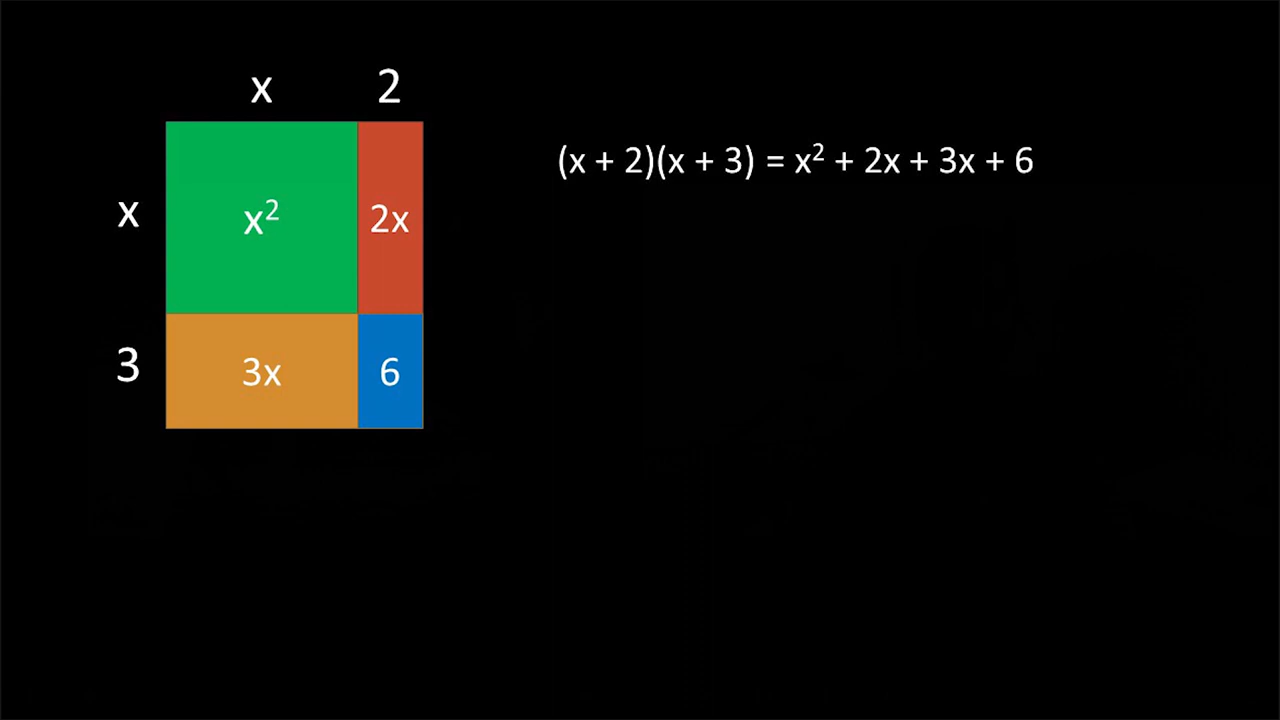 x 2
(x + 2)(x + 3) = x² + 2x + 3x + 6
x x² 2x
3 3x 6